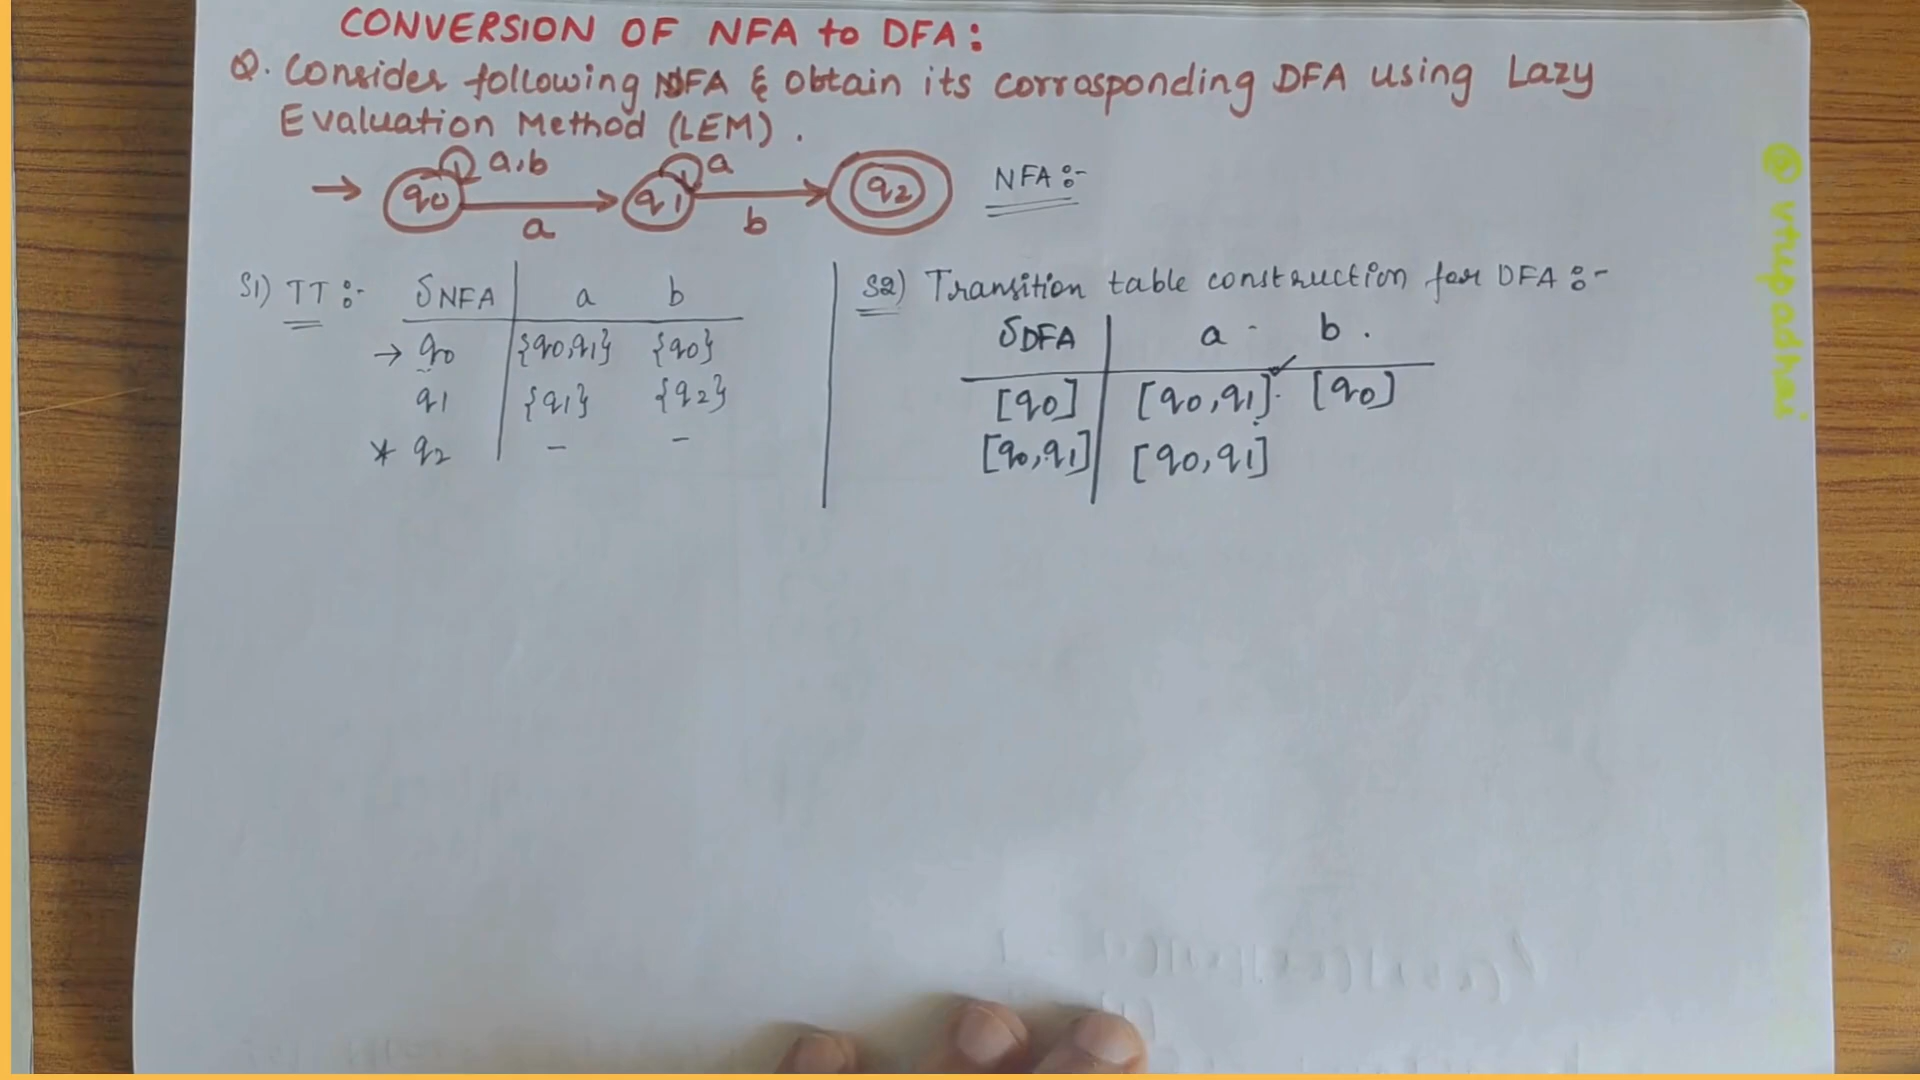 CONVERSION OF NFA to DFA:
Q. Consider following NFA & obtain its corrosponding DFA using Lazy
Evaluation Method (LEM).
a,b
a
→ q0 q1 q2 NFA :-
a b
S1) TT :- δNFA a b
→ q0 {q0,q1} {q0}
q1 {q1} {q2}
* q2 - -
S2) Transition table construction for DFA :-
δDFA a b
[q0] [q0,q1] ✓ [q0]
[q0,q1] [q0,q1]
@vtupadhai